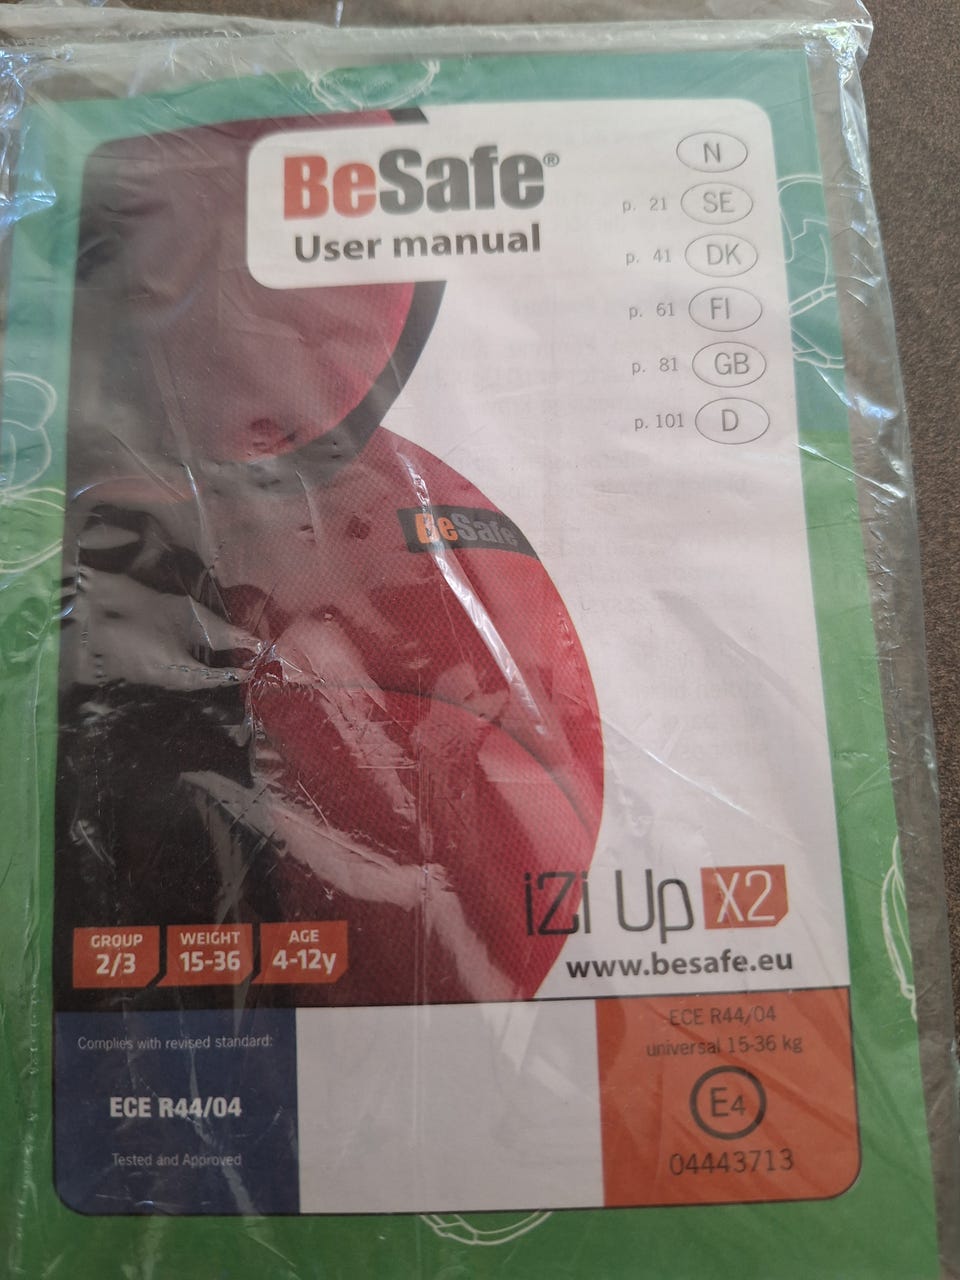 BeSafe®
User manual
N
p. 21 SE
p. 41 DK
p. 61 FI
p. 81 GB
p. 101 D
BeSafe
iZi Up X2
www.besafe.eu
GROUP
2/3
WEIGHT
15-36
AGE
4-12y
Complies with revised standard:
ECE R44/04
Tested and Approved
ECE R44/04
universal 15-36 kg
E4
04443713